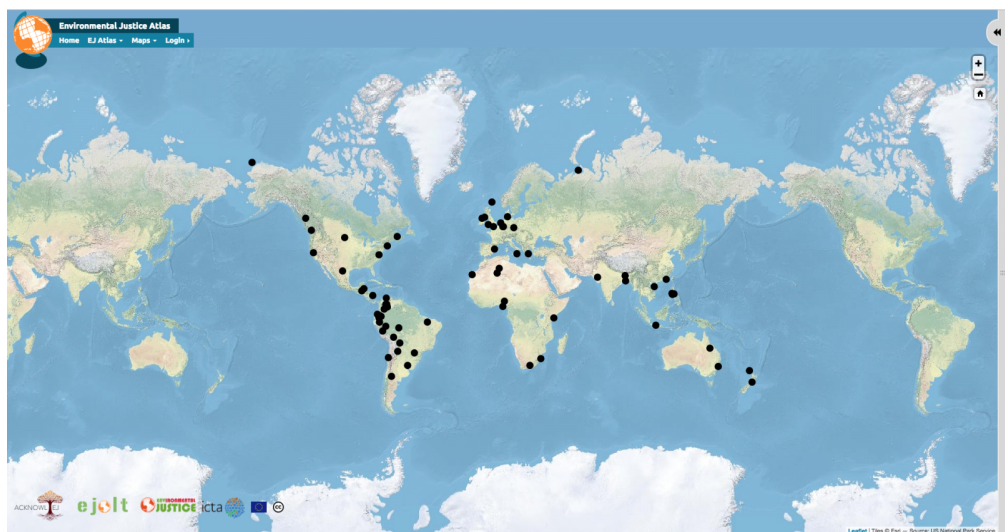 Environmental Justice Atlas
Home EJ Atlas Maps Login
+
−
ACKNOWL EJ ejolt ENVIRONMENTAL JUSTICE icta cc
Leaflet | Tiles © Esri — Source: US National Park Service